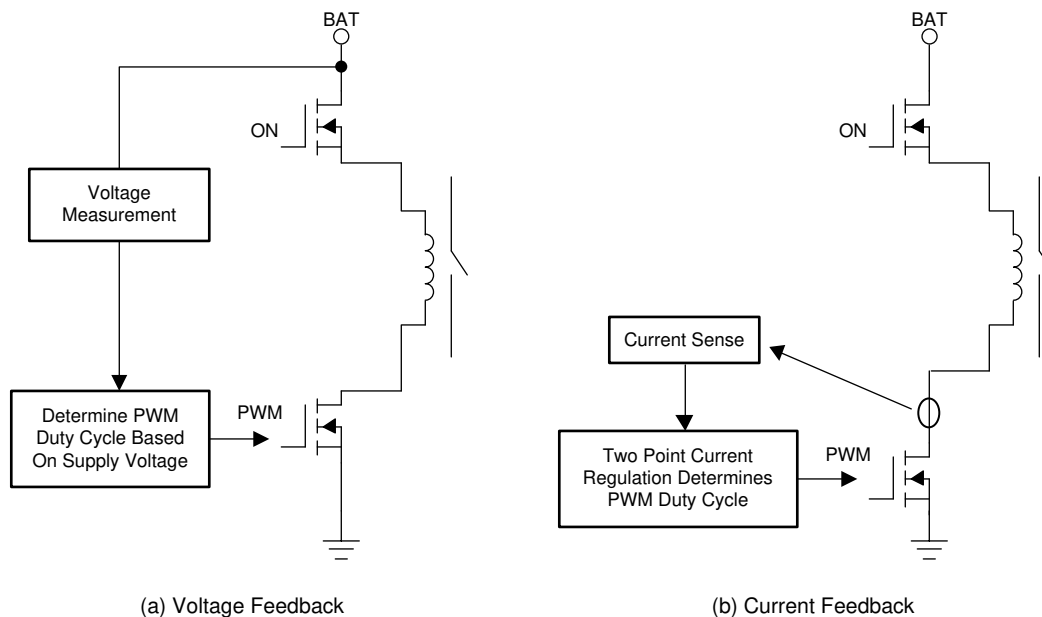 BAT
ON
Voltage
Measurement
Determine PWM
Duty Cycle Based
On Supply Voltage
PWM
(a) Voltage Feedback
BAT
ON
Current Sense
Two Point Current
Regulation Determines
PWM Duty Cycle
PWM
(b) Current Feedback